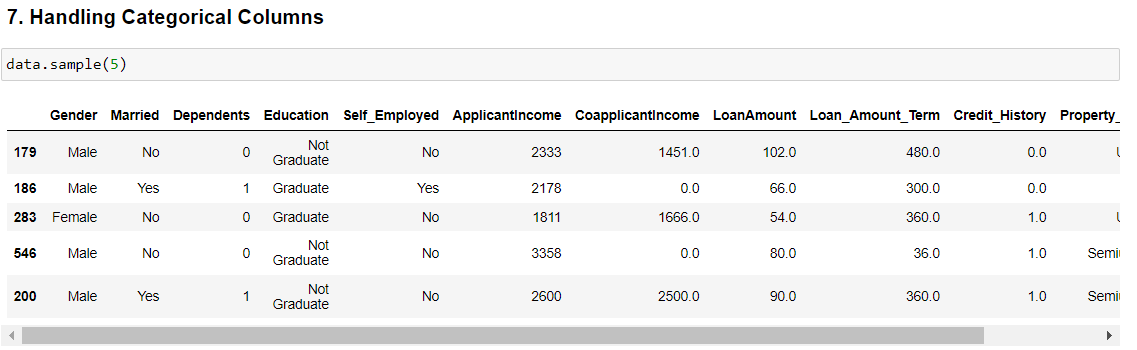 7. Handling Categorical Columns
data.sample(5)
Gender Married Dependents Education Self_Employed ApplicantIncome CoapplicantIncome LoanAmount Loan_Amount_Term Credit_History Property_
179 Male No 0 Not Graduate No 2333 1451.0 102.0 480.0 0.0
186 Male Yes 1 Graduate Yes 2178 0.0 66.0 300.0 0.0
283 Female No 0 Graduate No 1811 1666.0 54.0 360.0 1.0
546 Male No 0 Not Graduate No 3358 0.0 80.0 36.0 1.0 Semi
200 Male Yes 1 Not Graduate No 2600 2500.0 90.0 360.0 1.0 Semi